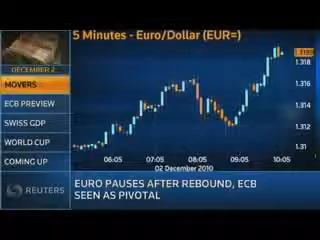 5 Minutes - Euro/Dollar (EUR=)
DECEMBER 2
MOVERS
ECB PREVIEW
SWISS GDP
WORLD CUP
COMING UP
REUTERS
1.318
1.316
1.314
1.312
1.31
06:05 07:05 08:05 09:05 10:05
02 December 2010
EURO PAUSES AFTER REBOUND, ECB
SEEN AS PIVOTAL